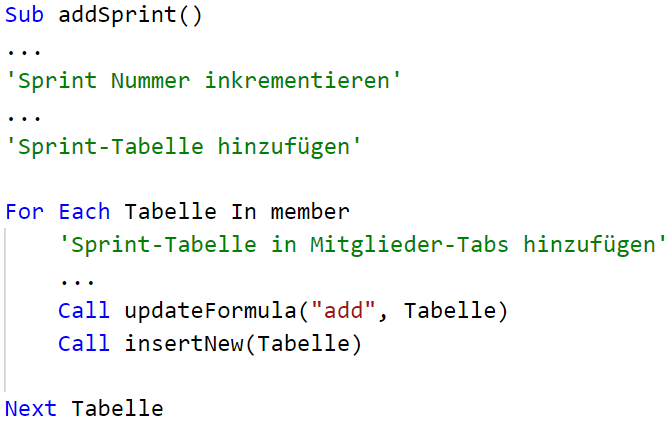 Sub addSprint()
...
'Sprint Nummer inkrementieren'
...
'Sprint-Tabelle hinzufügen'
For Each Tabelle In member
'Sprint-Tabelle in Mitglieder-Tabs hinzufügen'
...
Call updateFormula("add", Tabelle)
Call insertNew(Tabelle)
Next Tabelle